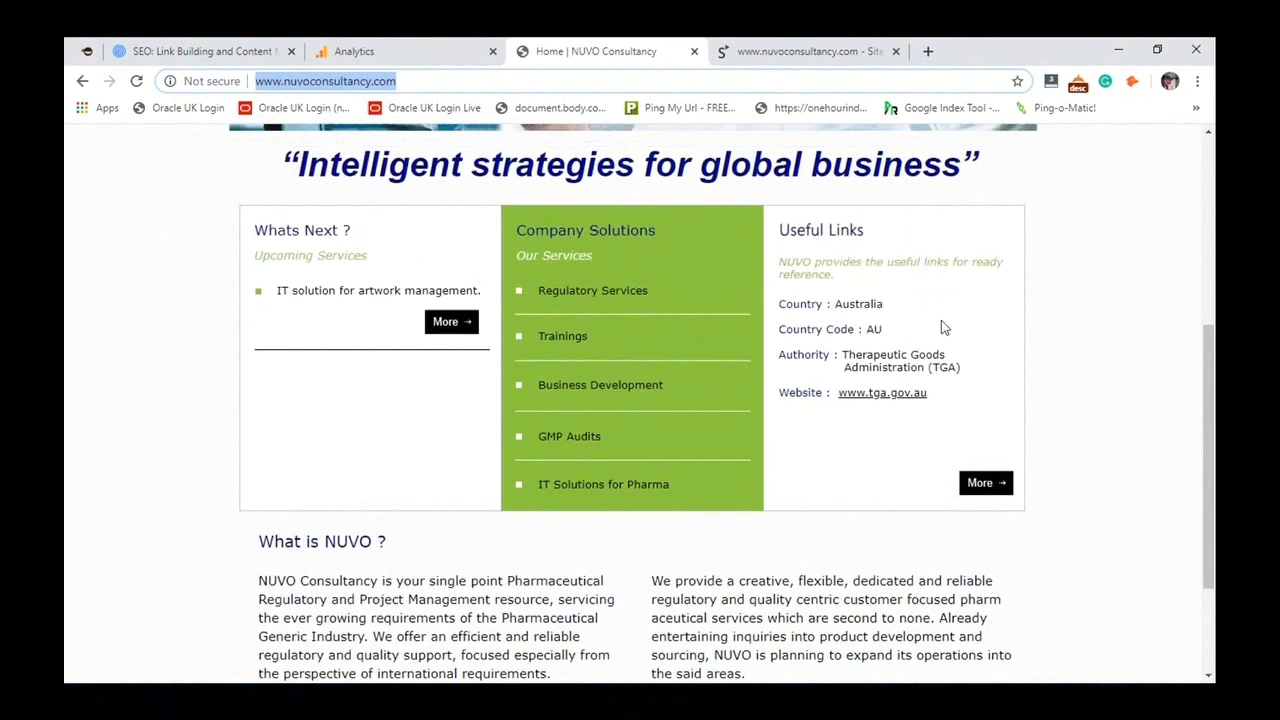 SEO: Link Building and Content M
Analytics
Home | NUVO Consultancy
www.nuvoconsultancy.com - Site
Not secure
www.nuvoconsultancy.com
3
desc
Apps
Oracle UK Login
Oracle UK Login (n...
Oracle UK Login Live
document.body.co...
Ping My Url - FREE...
https://onehourind...
Google Index Tool -...
Ping-o-Matic!
»
“Intelligent strategies for global business”
Whats Next ?
Upcoming Services
IT solution for artwork management.
More →
Company Solutions
Our Services
Regulatory Services
Trainings
Business Development
GMP Audits
IT Solutions for Pharma
Useful Links
NUVO provides the useful links for ready
reference.
Country : Australia
Country Code : AU
Authority : Therapeutic Goods
Administration (TGA)
Website : www.tga.gov.au
More →
What is NUVO ?
NUVO Consultancy is your single point Pharmaceutical
Regulatory and Project Management resource, servicing
the ever growing requirements of the Pharmaceutical
Generic Industry. We offer an efficient and reliable
regulatory and quality support, focused especially from
the perspective of international requirements.
We provide a creative, flexible, dedicated and reliable
regulatory and quality centric customer focused pharm
aceutical services which are second to none. Already
entertaining inquiries into product development and
sourcing, NUVO is planning to expand its operations into
the said areas.